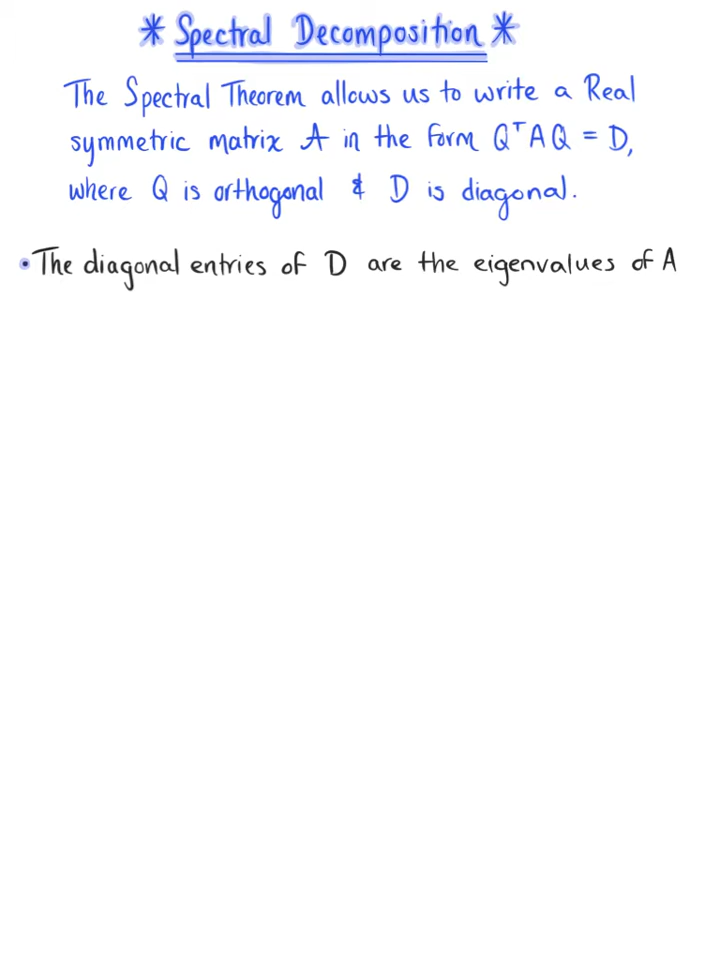 * Spectral Decomposition *
The Spectral Theorem allows us to write a Real
symmetric matrix A in the form QᵀAQ = D,
where Q is orthogonal & D is diagonal.
• The diagonal entries of D are the eigenvalues of A